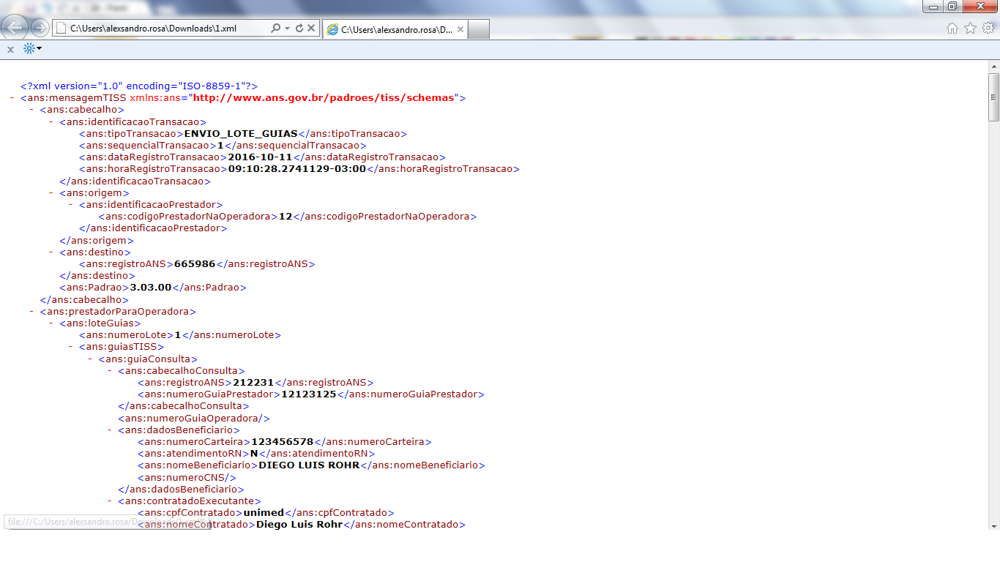 C:\Users\alexsandro.rosa\Downloads\1.xml
C:\Users\alexsandro.rosa\D...
<?xml version="1.0" encoding="ISO-8859-1"?>
- <ans:mensagemTISS xmlns:ans="http://www.ans.gov.br/padroes/tiss/schemas">
- <ans:cabecalho>
- <ans:identificacaoTransacao>
<ans:tipoTransacao>ENVIO_LOTE_GUIAS</ans:tipoTransacao>
<ans:sequencialTransacao>1</ans:sequencialTransacao>
<ans:dataRegistroTransacao>2016-10-11</ans:dataRegistroTransacao>
<ans:horaRegistroTransacao>09:10:28.2741129-03:00</ans:horaRegistroTransacao>
</ans:identificacaoTransacao>
- <ans:origem>
- <ans:identificacaoPrestador>
<ans:codigoPrestadorNaOperadora>12</ans:codigoPrestadorNaOperadora>
</ans:identificacaoPrestador>
</ans:origem>
- <ans:destino>
<ans:registroANS>665986</ans:registroANS>
</ans:destino>
<ans:Padrao>3.03.00</ans:Padrao>
</ans:cabecalho>
- <ans:prestadorParaOperadora>
- <ans:loteGuias>
<ans:numeroLote>1</ans:numeroLote>
- <ans:guiasTISS>
- <ans:guiaConsulta>
- <ans:cabecalhoConsulta>
<ans:registroANS>212231</ans:registroANS>
<ans:numeroGuiaPrestador>12123125</ans:numeroGuiaPrestador>
</ans:cabecalhoConsulta>
<ans:numeroGuiaOperadora/>
- <ans:dadosBeneficiario>
<ans:numeroCarteira>123456578</ans:numeroCarteira>
<ans:atendimentoRN>N</ans:atendimentoRN>
<ans:nomeBeneficiario>DIEGO LUIS ROHR</ans:nomeBeneficiario>
<ans:numeroCNS/>
</ans:dadosBeneficiario>
- <ans:contratadoExecutante>
<ans:cpfContratado>unimed</ans:cpfContratado>
<ans:nomeContratado>Diego Luis Rohr</ans:nomeContratado>
file:///C:/Users/alexsandro.rosa/Downloads/1.xml#